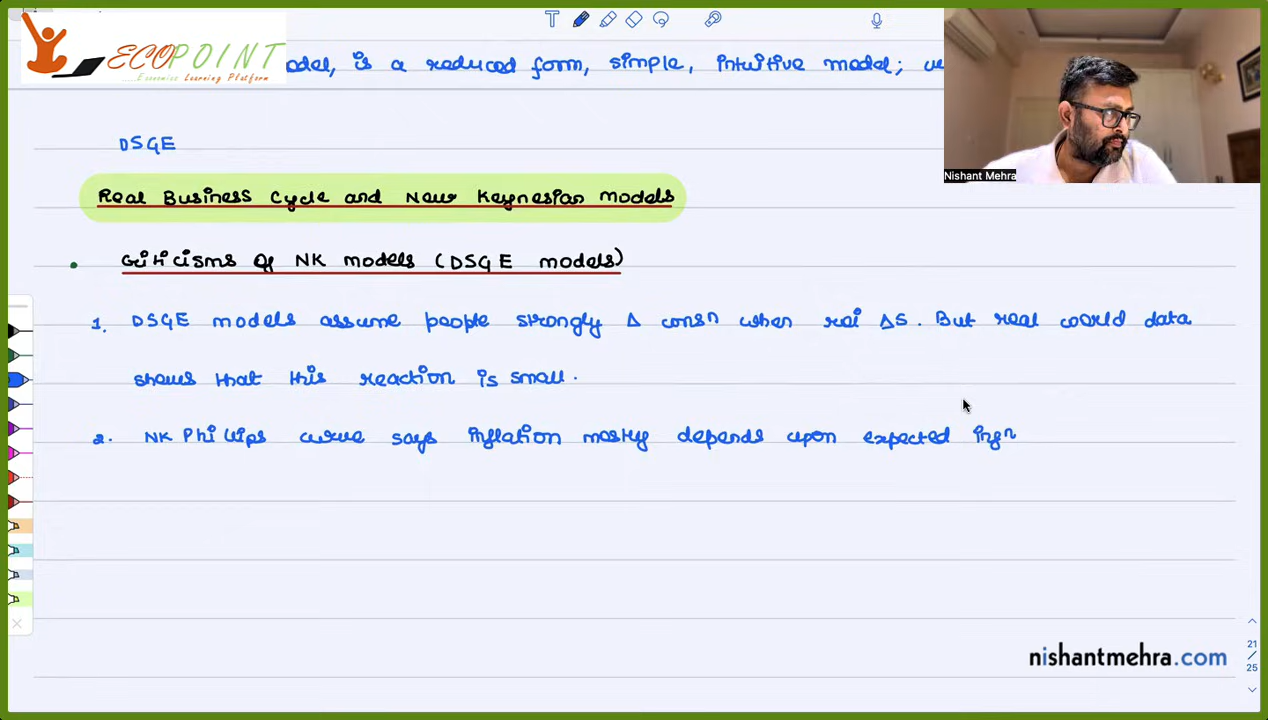 ECOPOINT
....Economics Learning Platform
odel, is a reduced form, simple, intuitive model;
Nishant Mehra
DSGE
Real Business Cycle and New Keynesian models
Criticisms of NK models (DSGE models)
1. DSGE models assume people strongly Δ consn when roi ΔS. But real world data
shows that this reaction is small.
2. NK Phillips curve says inflation mostly depends upon expected infn
21
/
25
nishantmehra.com